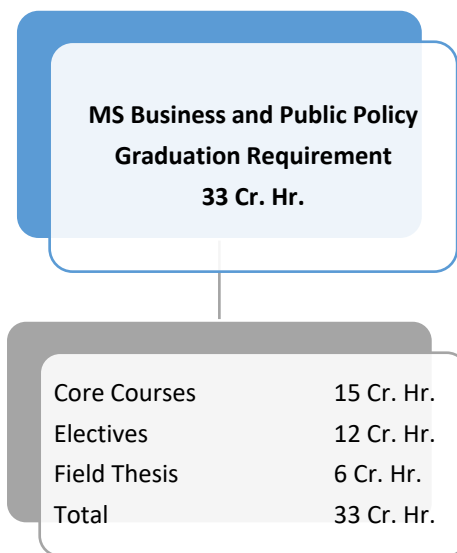 MS Business and Public Policy
Graduation Requirement
33 Cr. Hr.
Core Courses 15 Cr. Hr.
Electives 12 Cr. Hr.
Field Thesis 6 Cr. Hr.
Total 33 Cr. Hr.